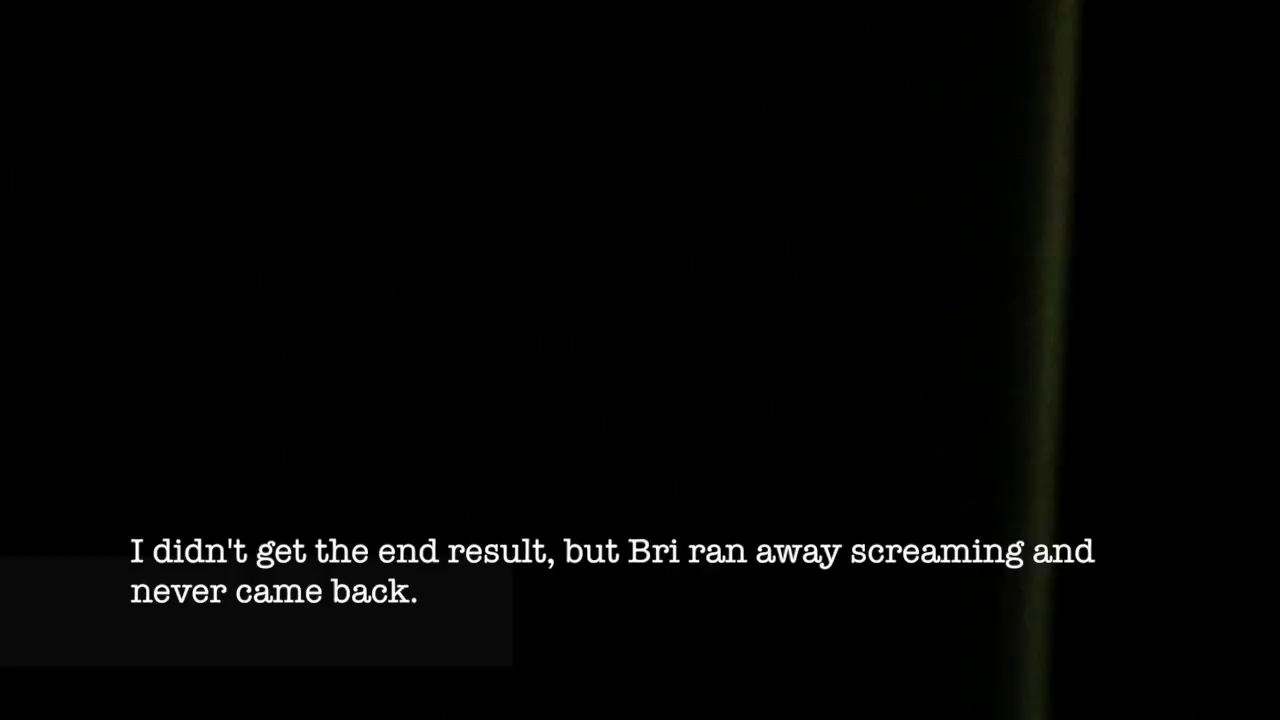 I didn't get the end result, but Bri ran away screaming and
never came back.